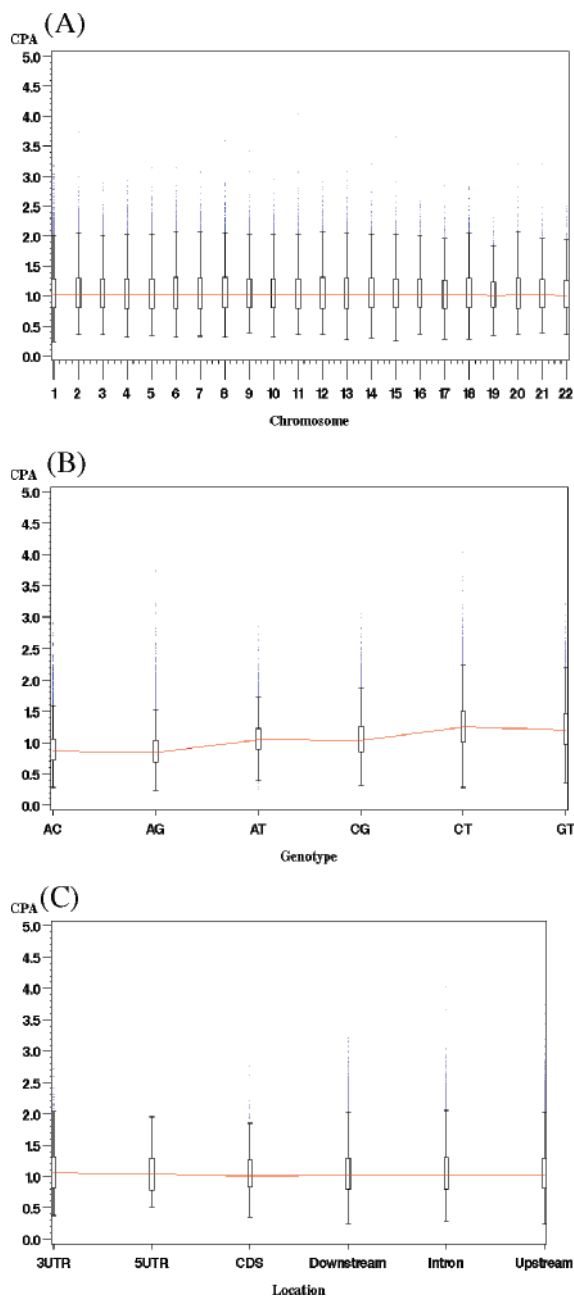 (A)
CPA
5.0
4.5
4.0
3.5
3.0
2.5
2.0
1.5
1.0
0.5
0.0
1 2 3 4 5 6 7 8 9 10 11 12 13 14 15 16 17 18 19 20 21 22
Chromosome
(B)
CPA
5.0
4.5
4.0
3.5
3.0
2.5
2.0
1.5
1.0
0.5
0.0
AC AG AT CG CT GT
Genotype
(C)
CPA
5.0
4.5
4.0
3.5
3.0
2.5
2.0
1.5
1.0
0.5
0.0
3UTR 5UTR CDS Downstream Intron Upstream
Location